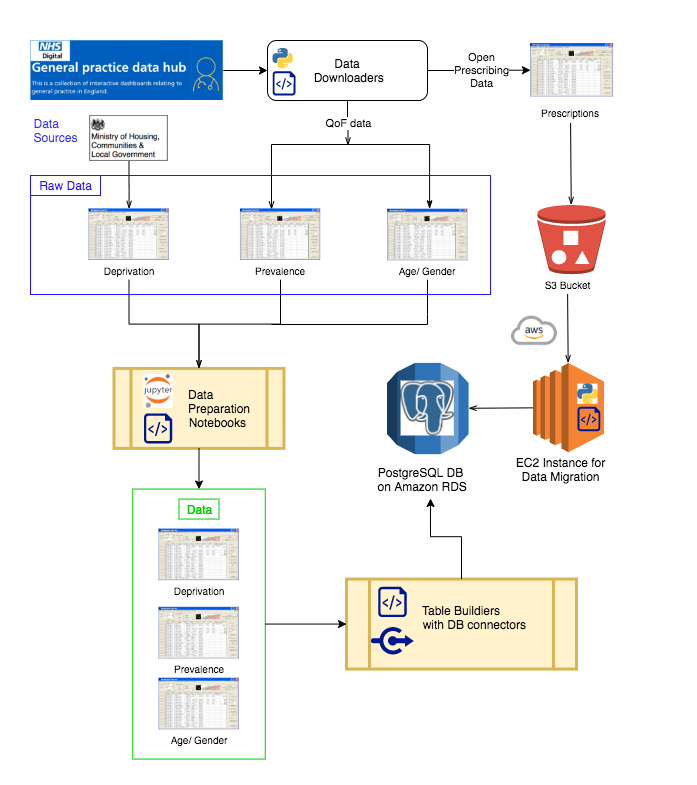 NHS
Digital
General practice data hub
This is a collection of interactive dashboards relating to
general practice in England.
Data
Downloaders
Open
Prescribing
Data
Prescriptions
QoF data
Data
Sources
Ministry of Housing,
Communities &
Local Government
Raw Data
Deprivation
Prevalence
Age/ Gender
S3 Bucket
aws
jupyter
Data
Preparation
Notebooks
PostgreSQL DB
on Amazon RDS
EC2 Instance for
Data Migration
Data
Deprivation
Prevalence
Age/ Gender
Table Buildiers
with DB connectors